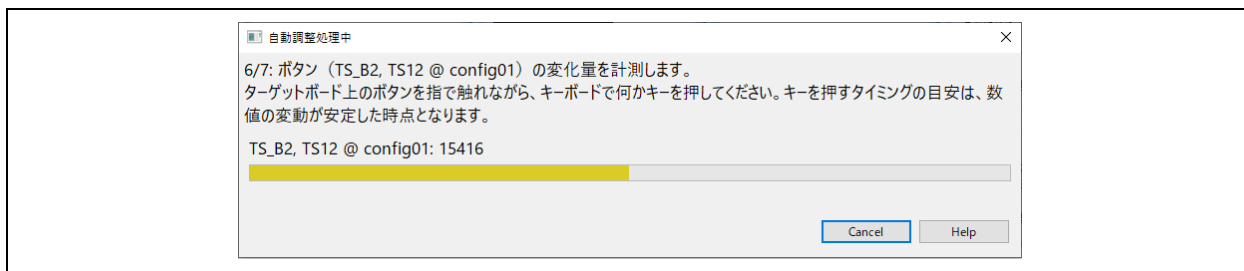 自動調整処理中
6/7: ボタン（TS_B2, TS12 @ config01）の変化量を計測します。
ターゲットボード上のボタンを指で触れながら、キーボードで何かキーを押してください。キーを押すタイミングの目安は、数
値の変動が安定した時点となります。
TS_B2, TS12 @ config01: 15416
Cancel
Help